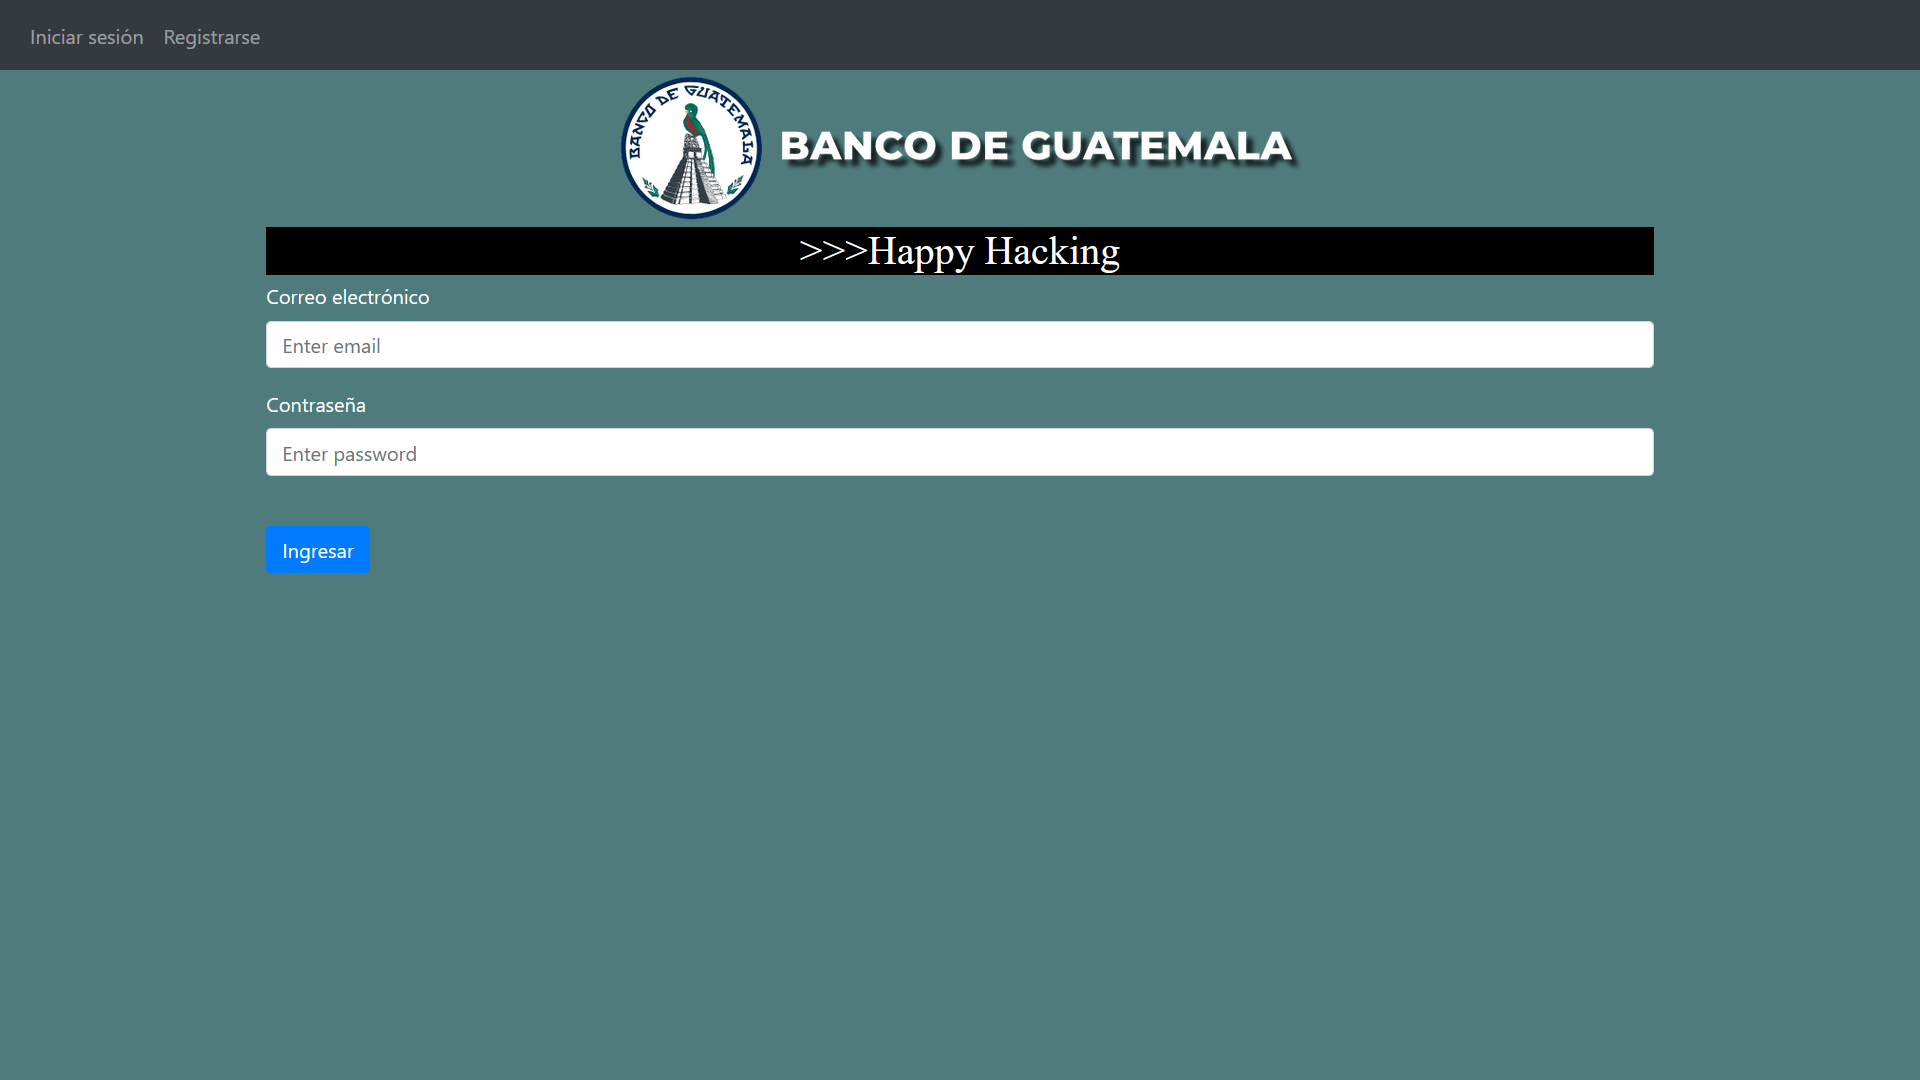 Iniciar sesión Registrarse
BANCO DE GUATEMALA
BANCO DE GUATEMALA
>>>Happy Hacking
Correo electrónico
Enter email
Contraseña
Enter password
Ingresar